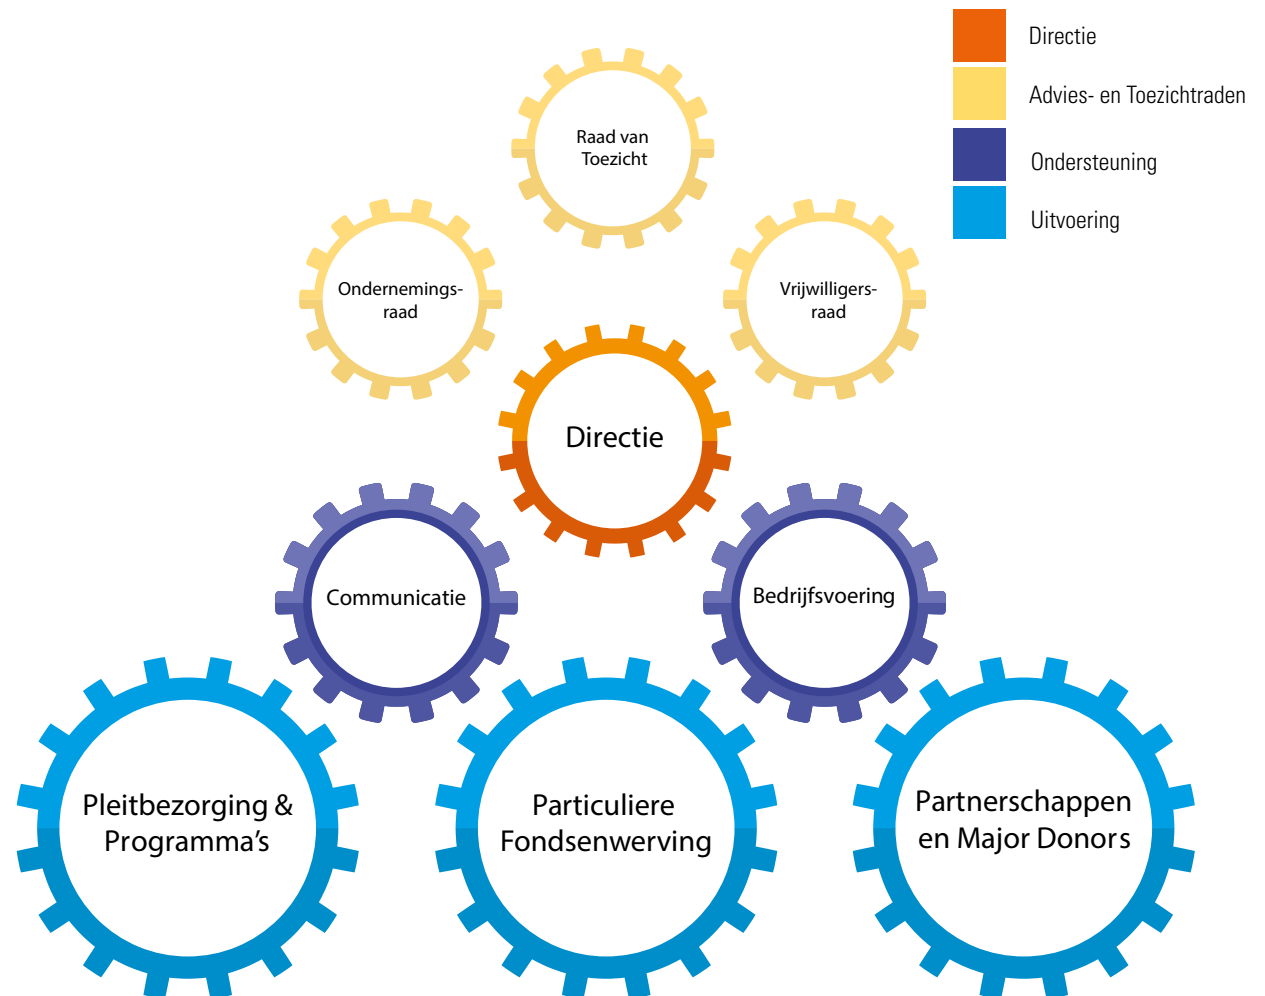 Directie
Advies- en Toezichtraden
Ondersteuning
Uitvoering
Raad van
Toezicht
Ondernemings-
raad
Vrijwilligers-
raad
Directie
Communicatie
Bedrijfsvoering
Pleitbezorging &
Programma’s
Particuliere
Fondsenwerving
Partnerschappen
en Major Donors